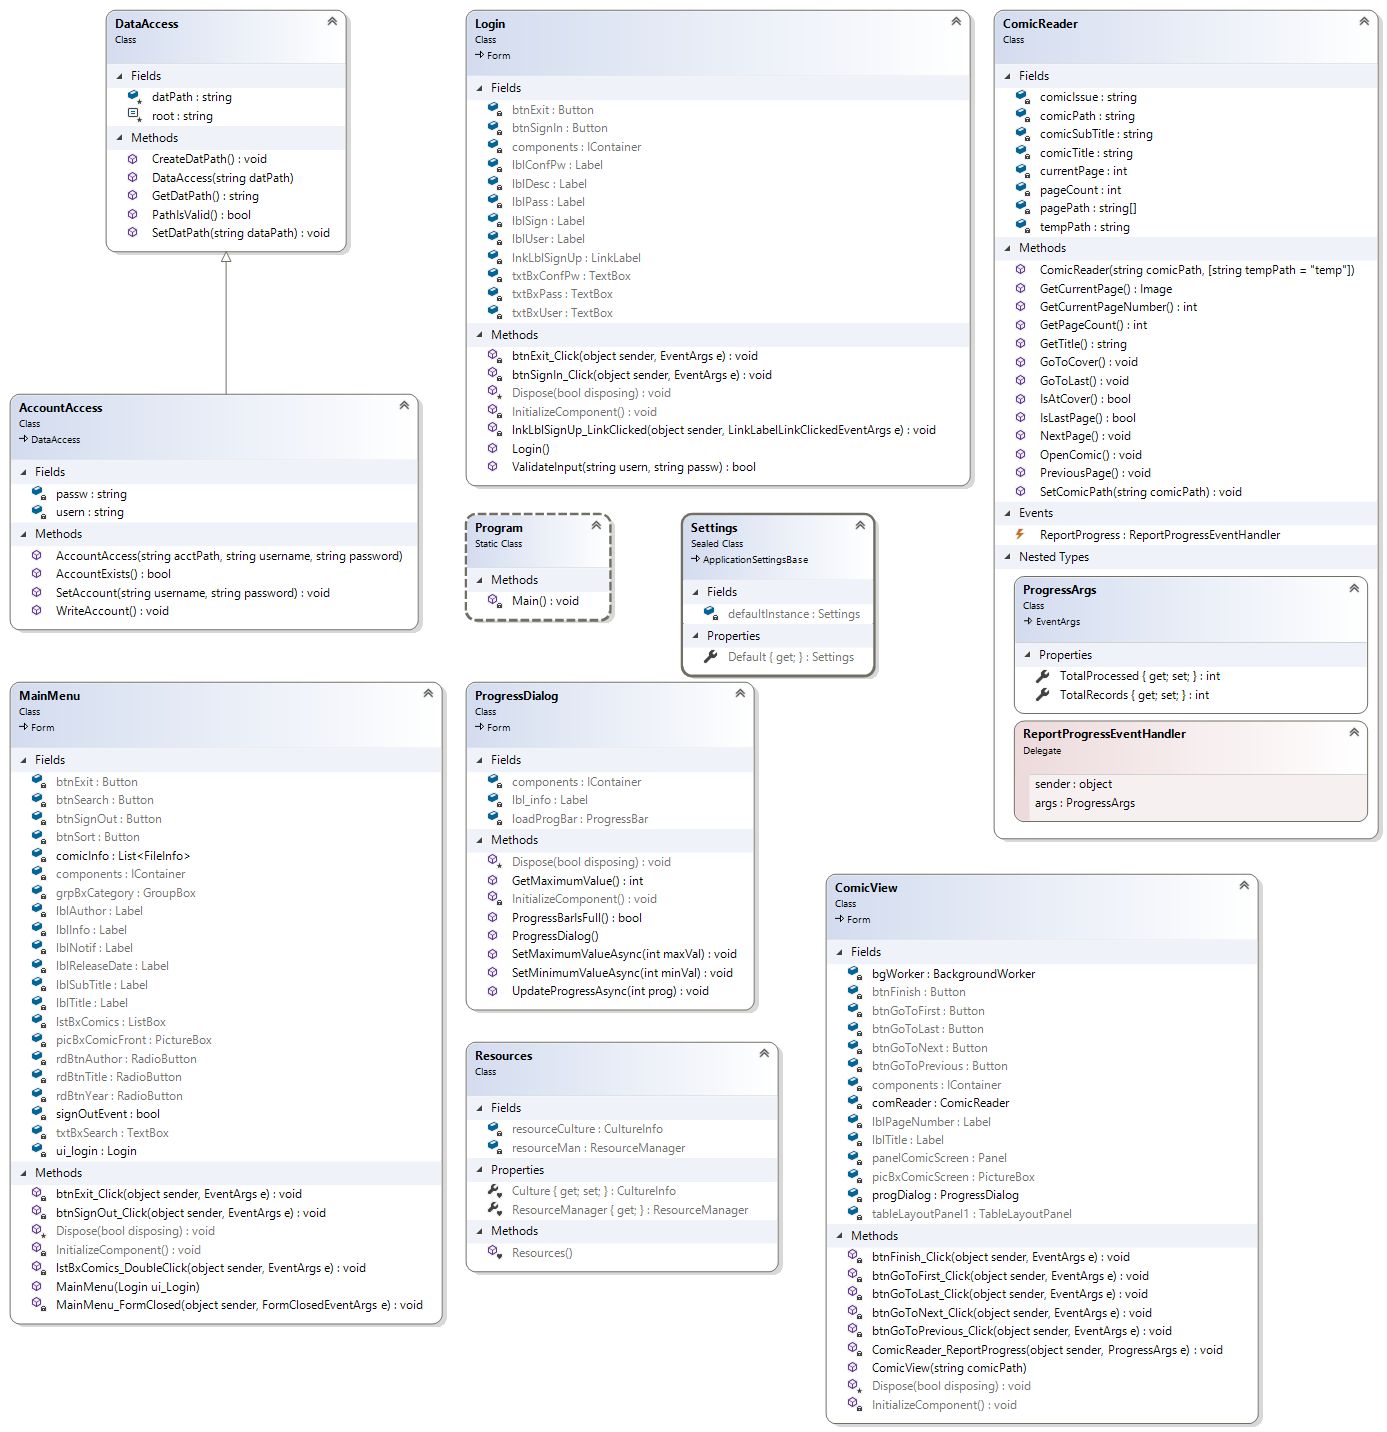 DataAccess
Class
Fields
datPath : string
root : string
Methods
CreateDatPath() : void
DataAccess(string datPath)
GetDatPath() : string
PathIsValid() : bool
SetDatPath(string dataPath) : void
AccountAccess
Class
DataAccess
Fields
passw : string
usern : string
Methods
AccountAccess(string acctPath, string username, string password)
AccountExists() : bool
SetAccount(string username, string password) : void
WriteAccount() : void
MainMenu
Class
Form
Fields
btnExit : Button
btnSearch : Button
btnSignOut : Button
btnSort : Button
comicInfo : List<FileInfo>
components : IContainer
grpBxCategory : GroupBox
lblAuthor : Label
lblInfo : Label
lblNotif : Label
lblReleaseDate : Label
lblSubTitle : Label
lblTitle : Label
lstBxComics : ListBox
picBxComicFront : PictureBox
rdBtnAuthor : RadioButton
rdBtnTitle : RadioButton
rdBtnYear : RadioButton
signOutEvent : bool
txtBxSearch : TextBox
ui_login : Login
Methods
btnExit_Click(object sender, EventArgs e) : void
btnSignOut_Click(object sender, EventArgs e) : void
Dispose(bool disposing) : void
InitializeComponent() : void
lstBxComics_DoubleClick(object sender, EventArgs e) : void
MainMenu(Login ui_Login)
MainMenu_FormClosed(object sender, FormClosedEventArgs e) : void
Login
Class
Form
Fields
btnExit : Button
btnSignIn : Button
components : IContainer
lblConfPw : Label
lblDesc : Label
lblPass : Label
lblSign : Label
lblUser : Label
lnkLblSignUp : LinkLabel
txtBxConfPw : TextBox
txtBxPass : TextBox
txtBxUser : TextBox
Methods
btnExit_Click(object sender, EventArgs e) : void
btnSignIn_Click(object sender, EventArgs e) : void
Dispose(bool disposing) : void
InitializeComponent() : void
lnkLblSignUp_LinkClicked(object sender, LinkLabelLinkClickedEventArgs e) : void
Login()
ValidateInput(string usern, string passw) : bool
Program
Static Class
Methods
Main() : void
Settings
Sealed Class
ApplicationSettingsBase
Fields
defaultInstance : Settings
Properties
Default { get; } : Settings
ProgressDialog
Class
Form
Fields
components : IContainer
lbl_info : Label
loadProgBar : ProgressBar
Methods
Dispose(bool disposing) : void
GetMaximumValue() : int
InitializeComponent() : void
ProgressBarIsFull() : bool
ProgressDialog()
SetMaximumValueAsync(int maxVal) : void
SetMinimumValueAsync(int minVal) : void
UpdateProgressAsync(int prog) : void
Resources
Class
Fields
resourceCulture : CultureInfo
resourceMan : ResourceManager
Properties
Culture { get; set; } : CultureInfo
ResourceManager { get; } : ResourceManager
Methods
Resources()
ComicReader
Class
Fields
comicIssue : string
comicPath : string
comicSubTitle : string
comicTitle : string
currentPage : int
pageCount : int
pagePath : string[]
tempPath : string
Methods
ComicReader(string comicPath, [string tempPath = "temp"])
GetCurrentPage() : Image
GetCurrentPageNumber() : int
GetPageCount() : int
GetTitle() : string
GoToCover() : void
GoToLast() : void
IsAtCover() : bool
IsLastPage() : bool
NextPage() : void
OpenComic() : void
PreviousPage() : void
SetComicPath(string comicPath) : void
Events
ReportProgress : ReportProgressEventHandler
Nested Types
ProgressArgs
Class
EventArgs
Properties
TotalProcessed { get; set; } : int
TotalRecords { get; set; } : int
ReportProgressEventHandler
Delegate
sender : object
args : ProgressArgs
ComicView
Class
Form
Fields
bgWorker : BackgroundWorker
btnFinish : Button
btnGoToFirst : Button
btnGoToLast : Button
btnGoToNext : Button
btnGoToPrevious : Button
components : IContainer
comReader : ComicReader
lblPageNumber : Label
lblTitle : Label
panelComicScreen : Panel
picBxComicScreen : PictureBox
progDialog : ProgressDialog
tableLayoutPanel1 : TableLayoutPanel
Methods
btnFinish_Click(object sender, EventArgs e) : void
btnGoToFirst_Click(object sender, EventArgs e) : void
btnGoToLast_Click(object sender, EventArgs e) : void
btnGoToNext_Click(object sender, EventArgs e) : void
btnGoToPrevious_Click(object sender, EventArgs e) : void
ComicReader_ReportProgress(object sender, ProgressArgs e) : void
ComicView(string comicPath)
Dispose(bool disposing) : void
InitializeComponent() : void